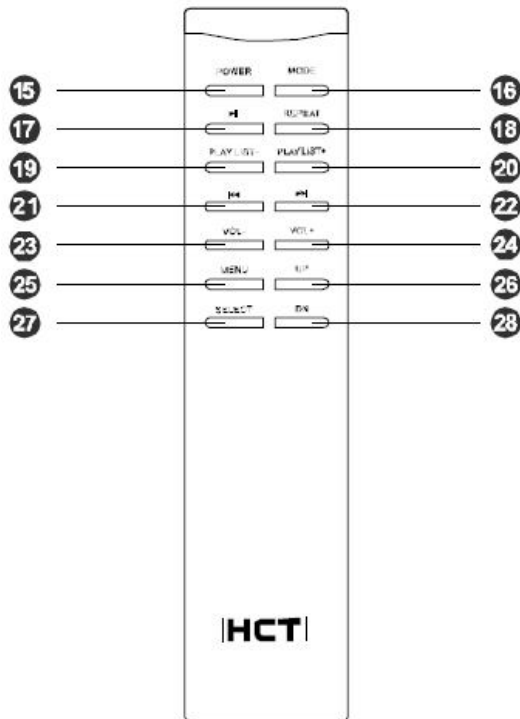 POWER MODE
15 16
REPEAT
17 18
PLAYLIST- PLAYLIST+
19 20
21 22
VOL- VOL+
23 24
MENU UP
25 26
SELECT DN
27 28
HCT